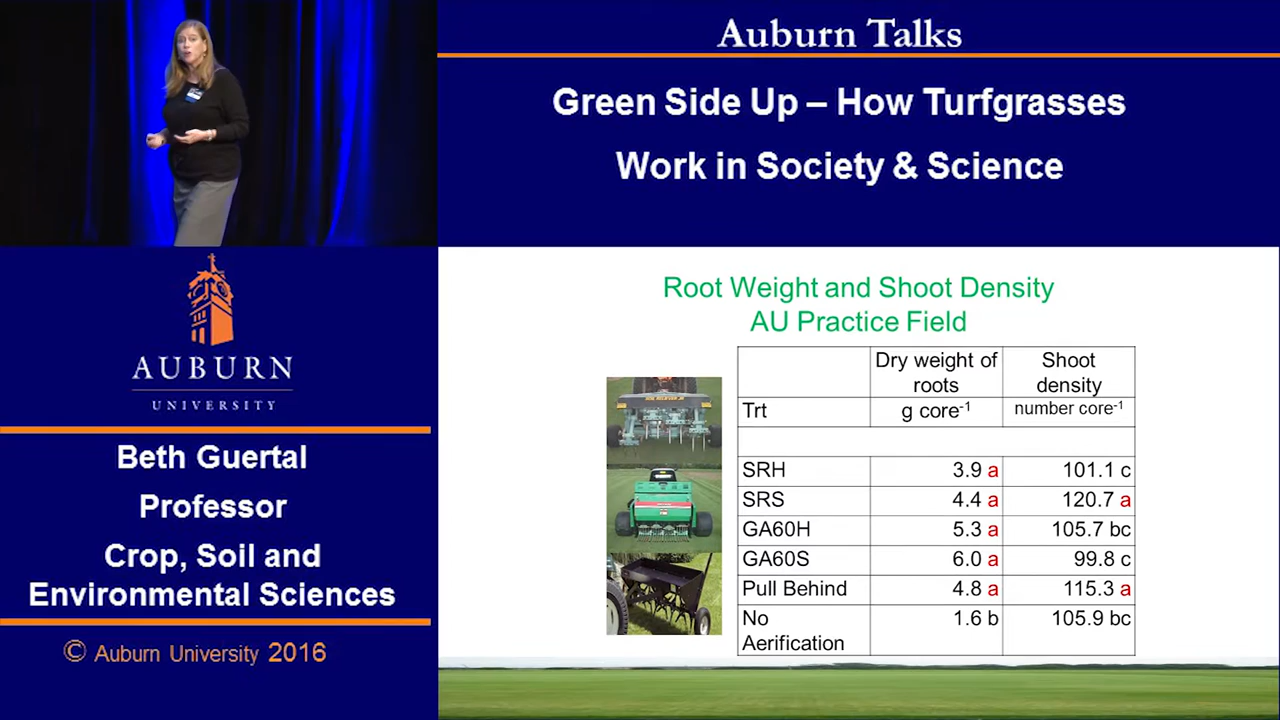 Auburn Talks
Green Side Up – How Turfgrasses
Work in Society & Science
AUBURN
UNIVERSITY
Beth Guertal
Professor
Crop, Soil and
Environmental Sciences
© Auburn University 2016
Root Weight and Shoot Density
AU Practice Field
Dry weight of roots Shoot density
Trt g core⁻¹ number core⁻¹
SRH 3.9 a 101.1 c
SRS 4.4 a 120.7 a
GA60H 5.3 a 105.7 bc
GA60S 6.0 a 99.8 c
Pull Behind 4.8 a 115.3 a
No Aerification 1.6 b 105.9 bc